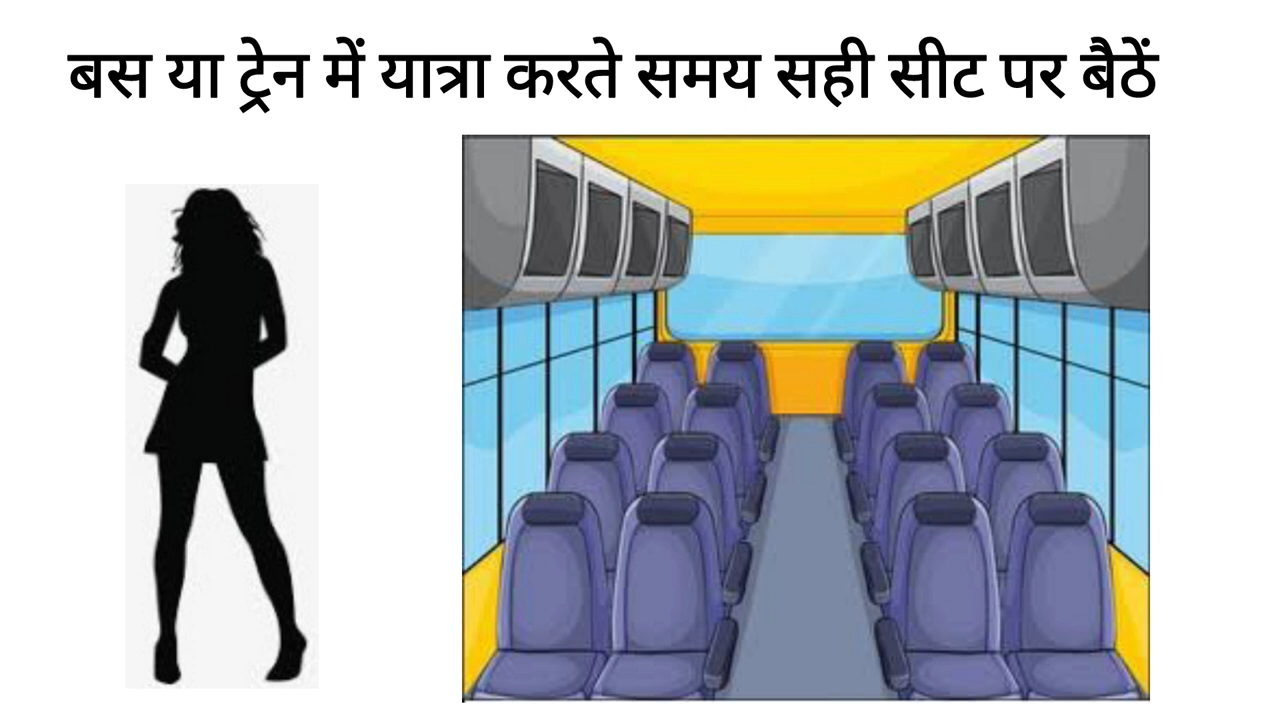 बस या ट्रेन में यात्रा करते समय सही सीट पर बैठें